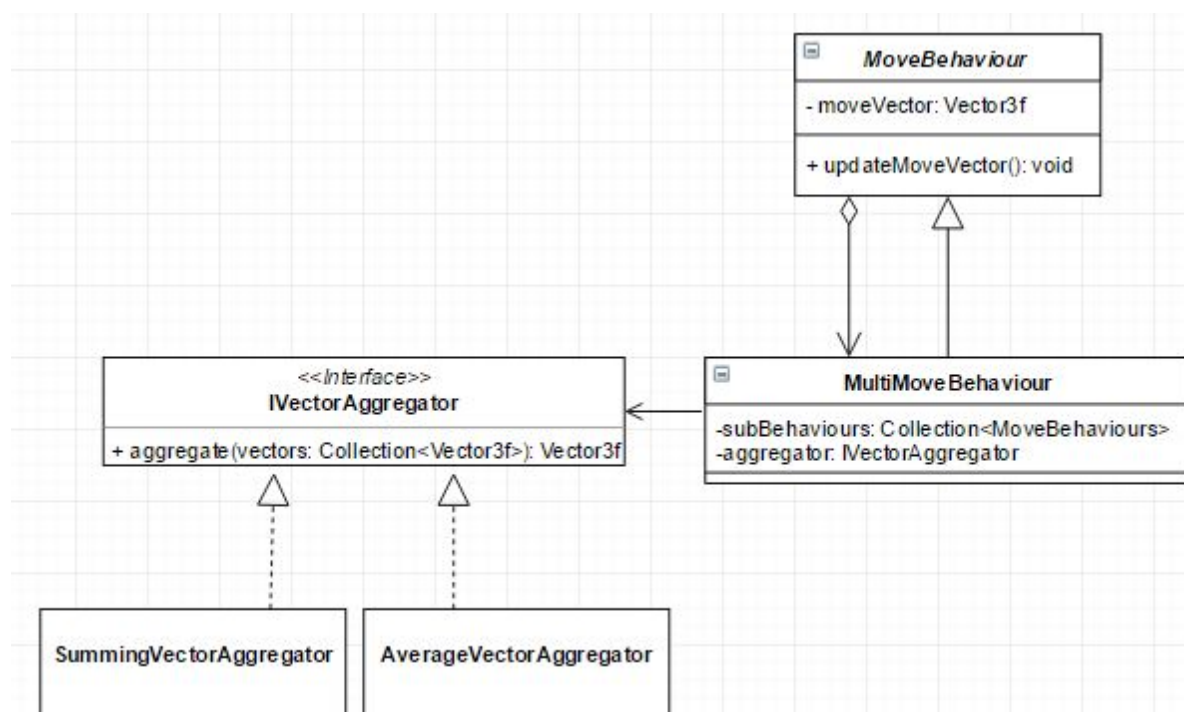 MoveBehaviour
- moveVector: Vector3f
+ updateMoveVector(): void
<<Interface>>
IVectorAggregator
+ aggregate(vectors: Collection<Vector3f>): Vector3f
MultiMoveBehaviour
-subBehaviours: Collection<MoveBehaviours>
-aggregator: IVectorAggregator
SummingVectorAggregator
AverageVectorAggregator